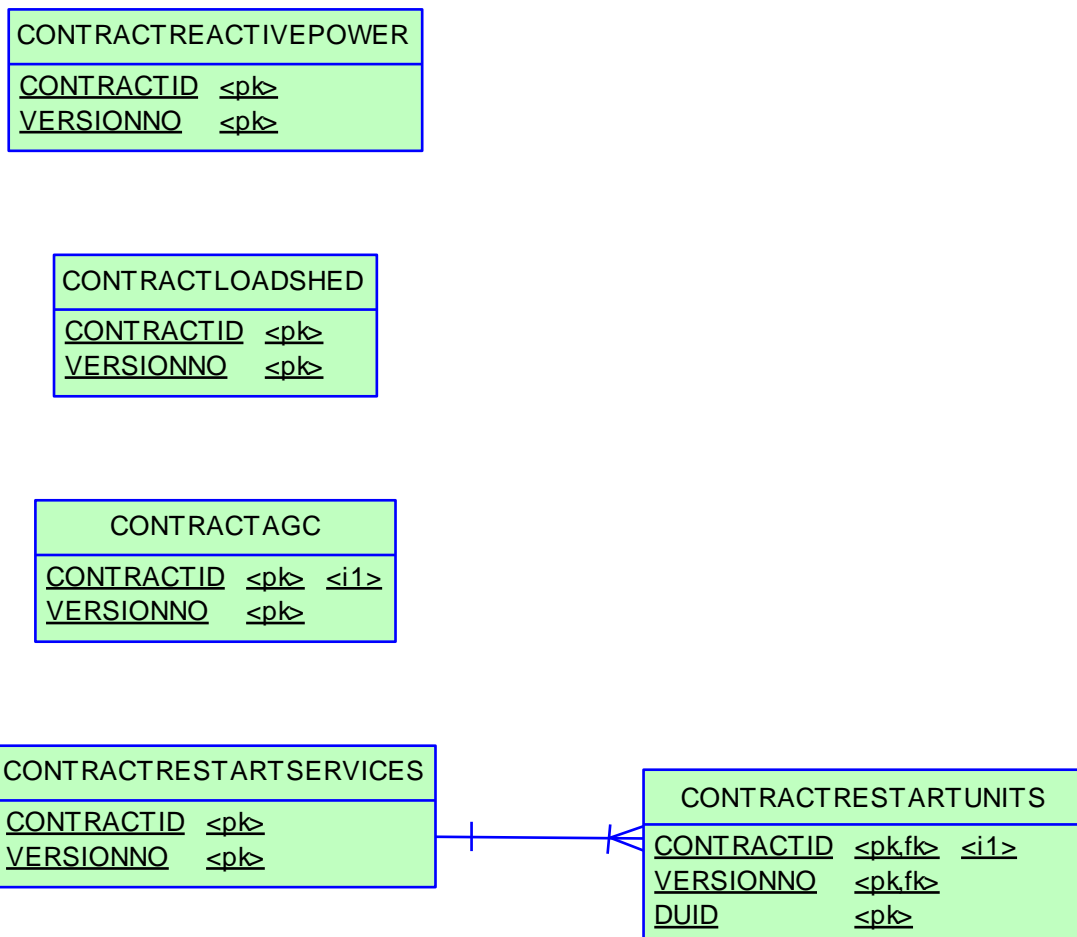 CONTRACTREACTIVEPOWER
CONTRACTID <pk>
VERSIONNO <pk>
CONTRACTLOADSHED
CONTRACTID <pk>
VERSIONNO <pk>
CONTRACTAGC
CONTRACTID <pk> <i1>
VERSIONNO <pk>
CONTRACTRESTARTSERVICES
CONTRACTID <pk>
VERSIONNO <pk>
CONTRACTRESTARTUNITS
CONTRACTID <pk,fk> <i1>
VERSIONNO <pk,fk>
DUID <pk>